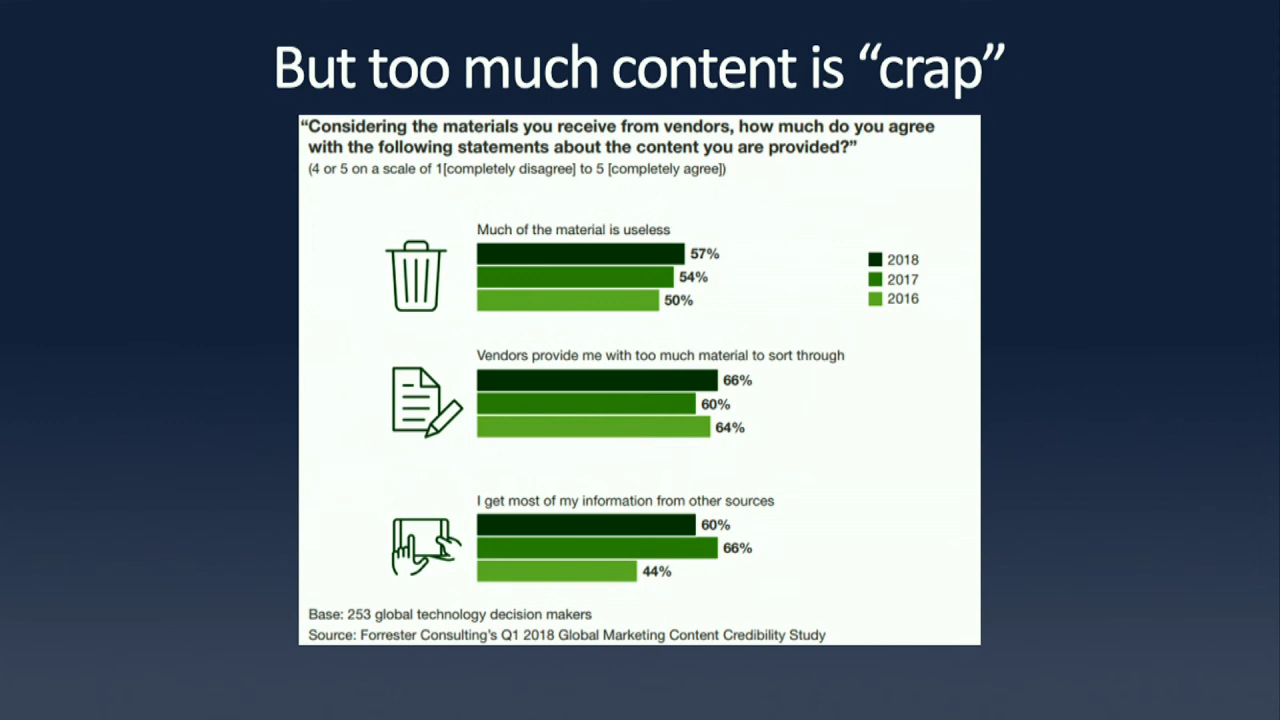 But too much content is “crap”
“Considering the materials you receive from vendors, how much do you agree
with the following statements about the content you are provided?”
(4 or 5 on a scale of 1[completely disagree] to 5 [completely agree])
Much of the material is useless
57%
54%
50%
2018
2017
2016
Vendors provide me with too much material to sort through
66%
60%
64%
I get most of my information from other sources
60%
66%
44%
Base: 253 global technology decision makers
Source: Forrester Consulting’s Q1 2018 Global Marketing Content Credibility Study